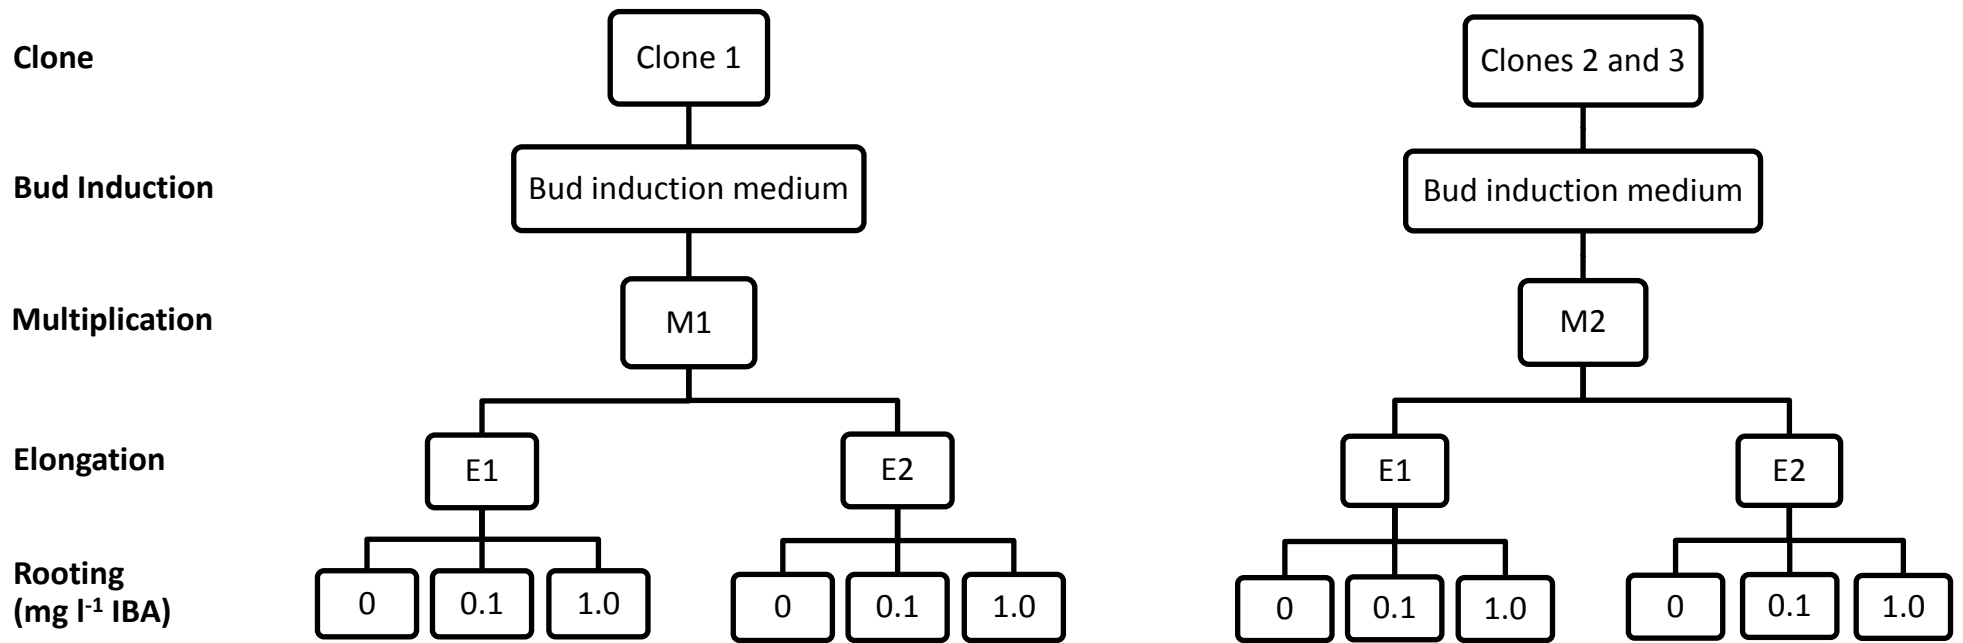 Clone
Clone 1
Clones 2 and 3
Bud Induction
Bud induction medium
Bud induction medium
Multiplication
M1
M2
Elongation
E1
E2
E1
E2
Rooting
(mg l⁻¹ IBA)
0
0.1
1.0
0
0.1
1.0
0
0.1
1.0
0
0.1
1.0